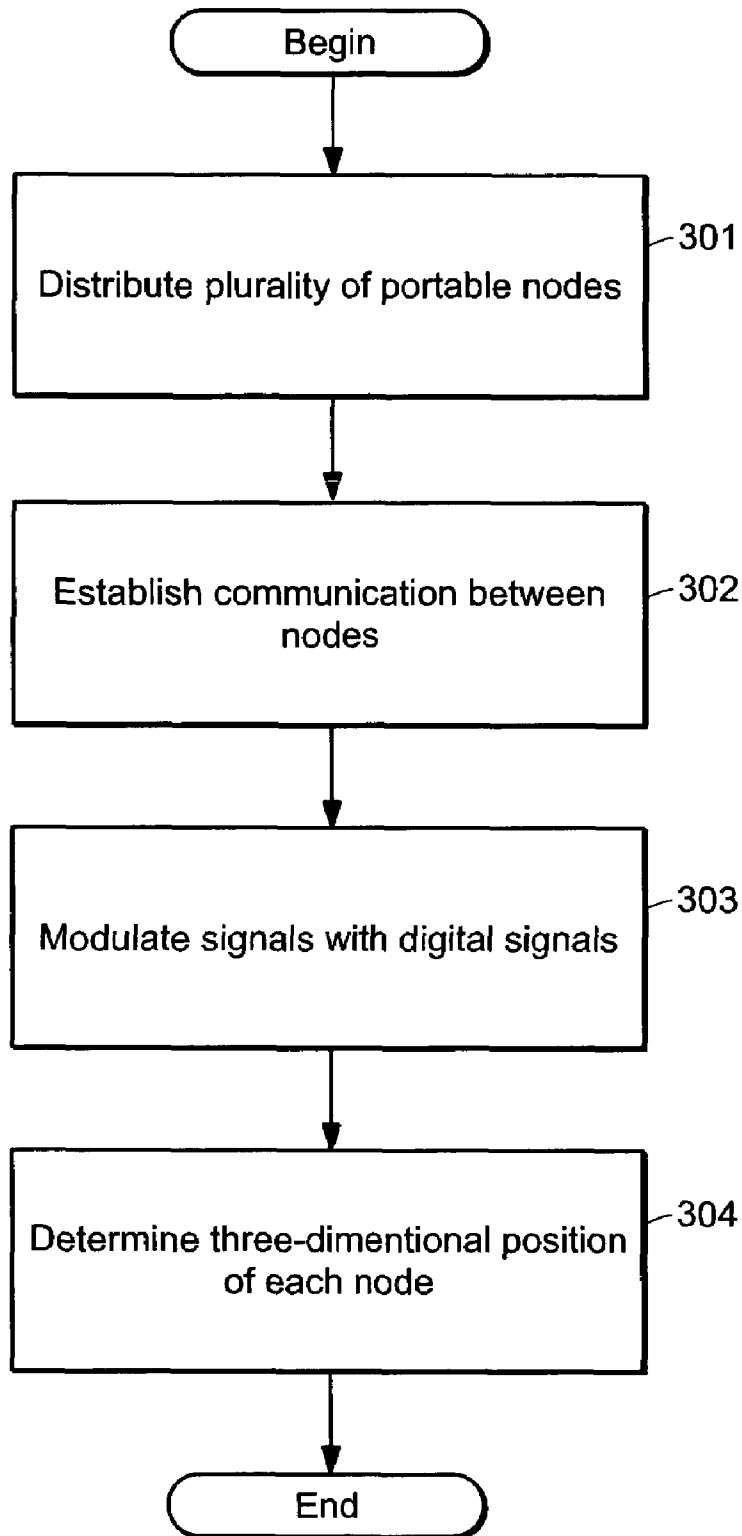 Begin
Distribute plurality of portable nodes
301
Establish communication between
nodes
302
Modulate signals with digital signals
303
Determine three-dimentional position
of each node
304
End